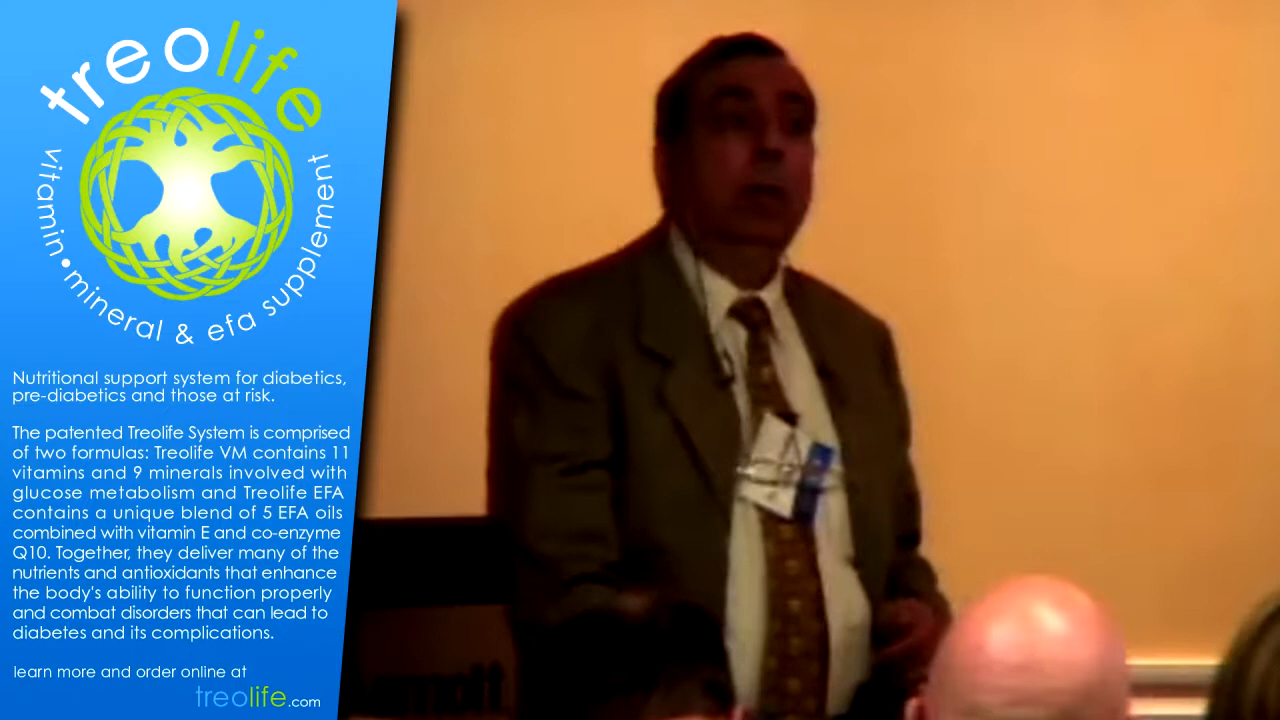 treolife
vitamin • mineral & efa supplement
Nutritional support system for diabetics,
pre-diabetics and those at risk.
The patented Treolife System is comprised
of two formulas: Treolife VM contains 11
vitamins and 9 minerals involved with
glucose metabolism and Treolife EFA
contains a unique blend of 5 EFA oils
combined with vitamin E and co-enzyme
Q10. Together, they deliver many of the
nutrients and antioxidants that enhance
the body's ability to function properly
and combat disorders that can lead to
diabetes and its complications.
learn more and order online at
treolife.com